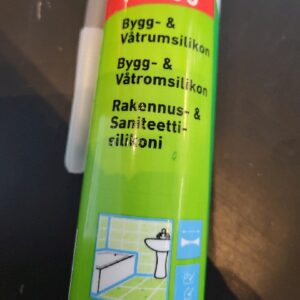 Bygg- &
Våtrumsilikon
Bygg- &
Våtromsilikon
Rakennus- &
Saniteetti-
silikoni